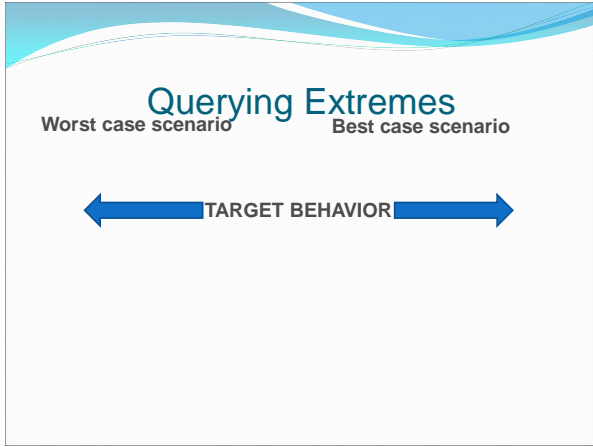 Querying Extremes
Worst case scenario
Best case scenario
TARGET BEHAVIOR